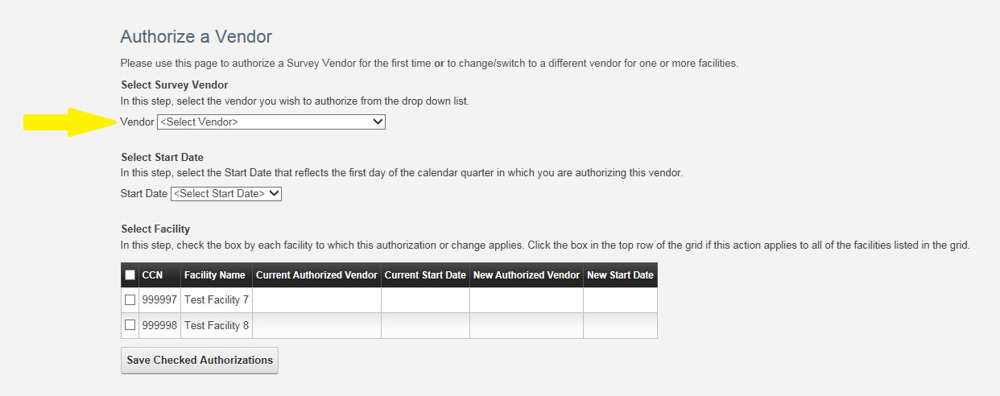 Authorize a Vendor
Please use this page to authorize a Survey Vendor for the first time or to change/switch to a different vendor for one or more facilities.
Select Survey Vendor
In this step, select the vendor you wish to authorize from the drop down list.
Vendor <Select Vendor>
Select Start Date
In this step, select the Start Date that reflects the first day of the calendar quarter in which you are authorizing this vendor.
Start Date <Select Start Date>
Select Facility
In this step, check the box by each facility to which this authorization or change applies. Click the box in the top row of the grid if this action applies to all of the facilities listed in the grid.
CCN Facility Name Current Authorized Vendor Current Start Date New Authorized Vendor New Start Date
999997 Test Facility 7
999998 Test Facility 8
Save Checked Authorizations